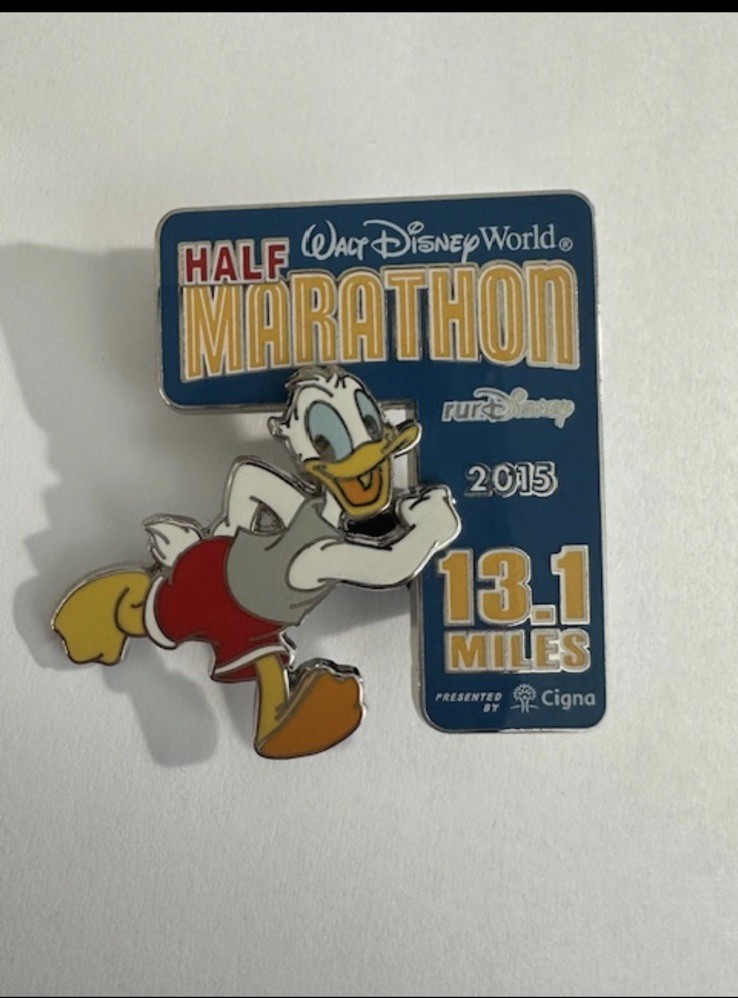 HALF WALT DISNEY World®
MARATHON
runDisney
2015
13.1
MILES
PRESENTED
BY
Cigna